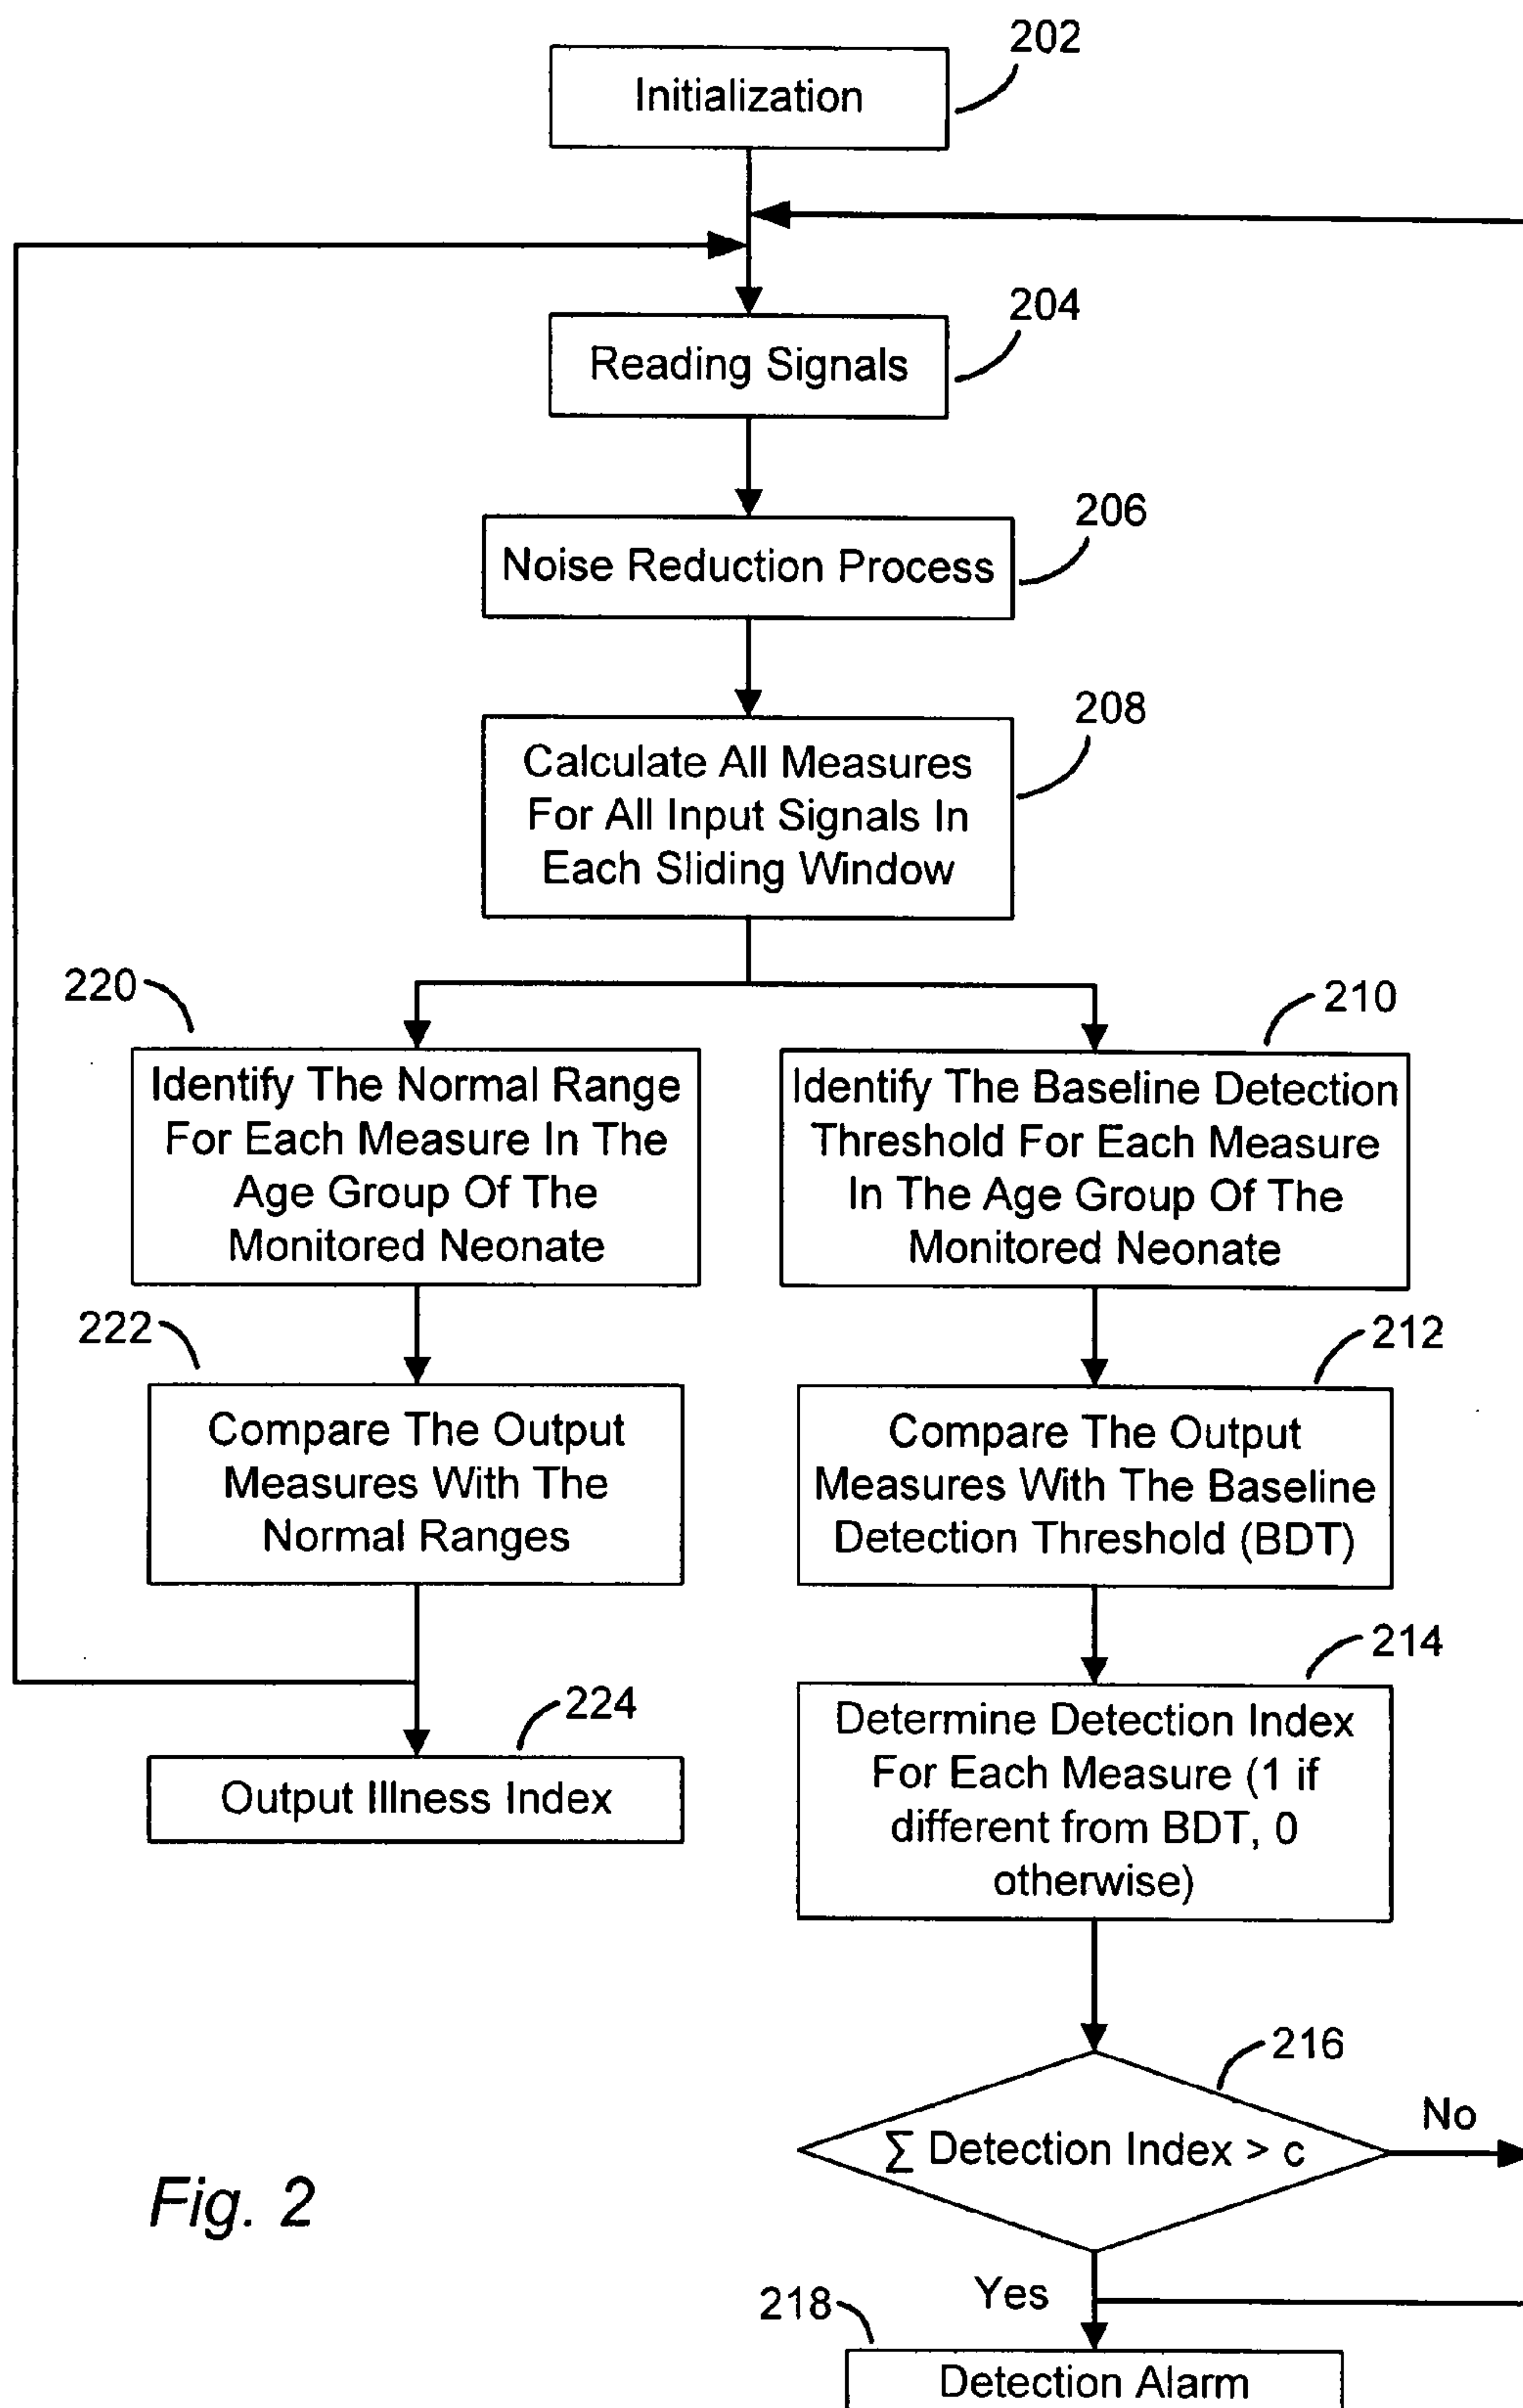 202
Initialization
204
Reading Signals
206
Noise Reduction Process
208
Calculate All Measures
For All Input Signals In
Each Sliding Window
220
Identify The Normal Range
For Each Measure In The
Age Group Of The
Monitored Neonate
210
Identify The Baseline Detection
Threshold For Each Measure
In The Age Group Of The
Monitored Neonate
222
Compare The Output
Measures With The
Normal Ranges
212
Compare The Output
Measures With The Baseline
Detection Threshold (BDT)
224
Output Illness Index
214
Determine Detection Index
For Each Measure (1 if
different from BDT, 0
otherwise)
216
∑ Detection Index > c
No
Yes
218
Detection Alarm
Fig. 2